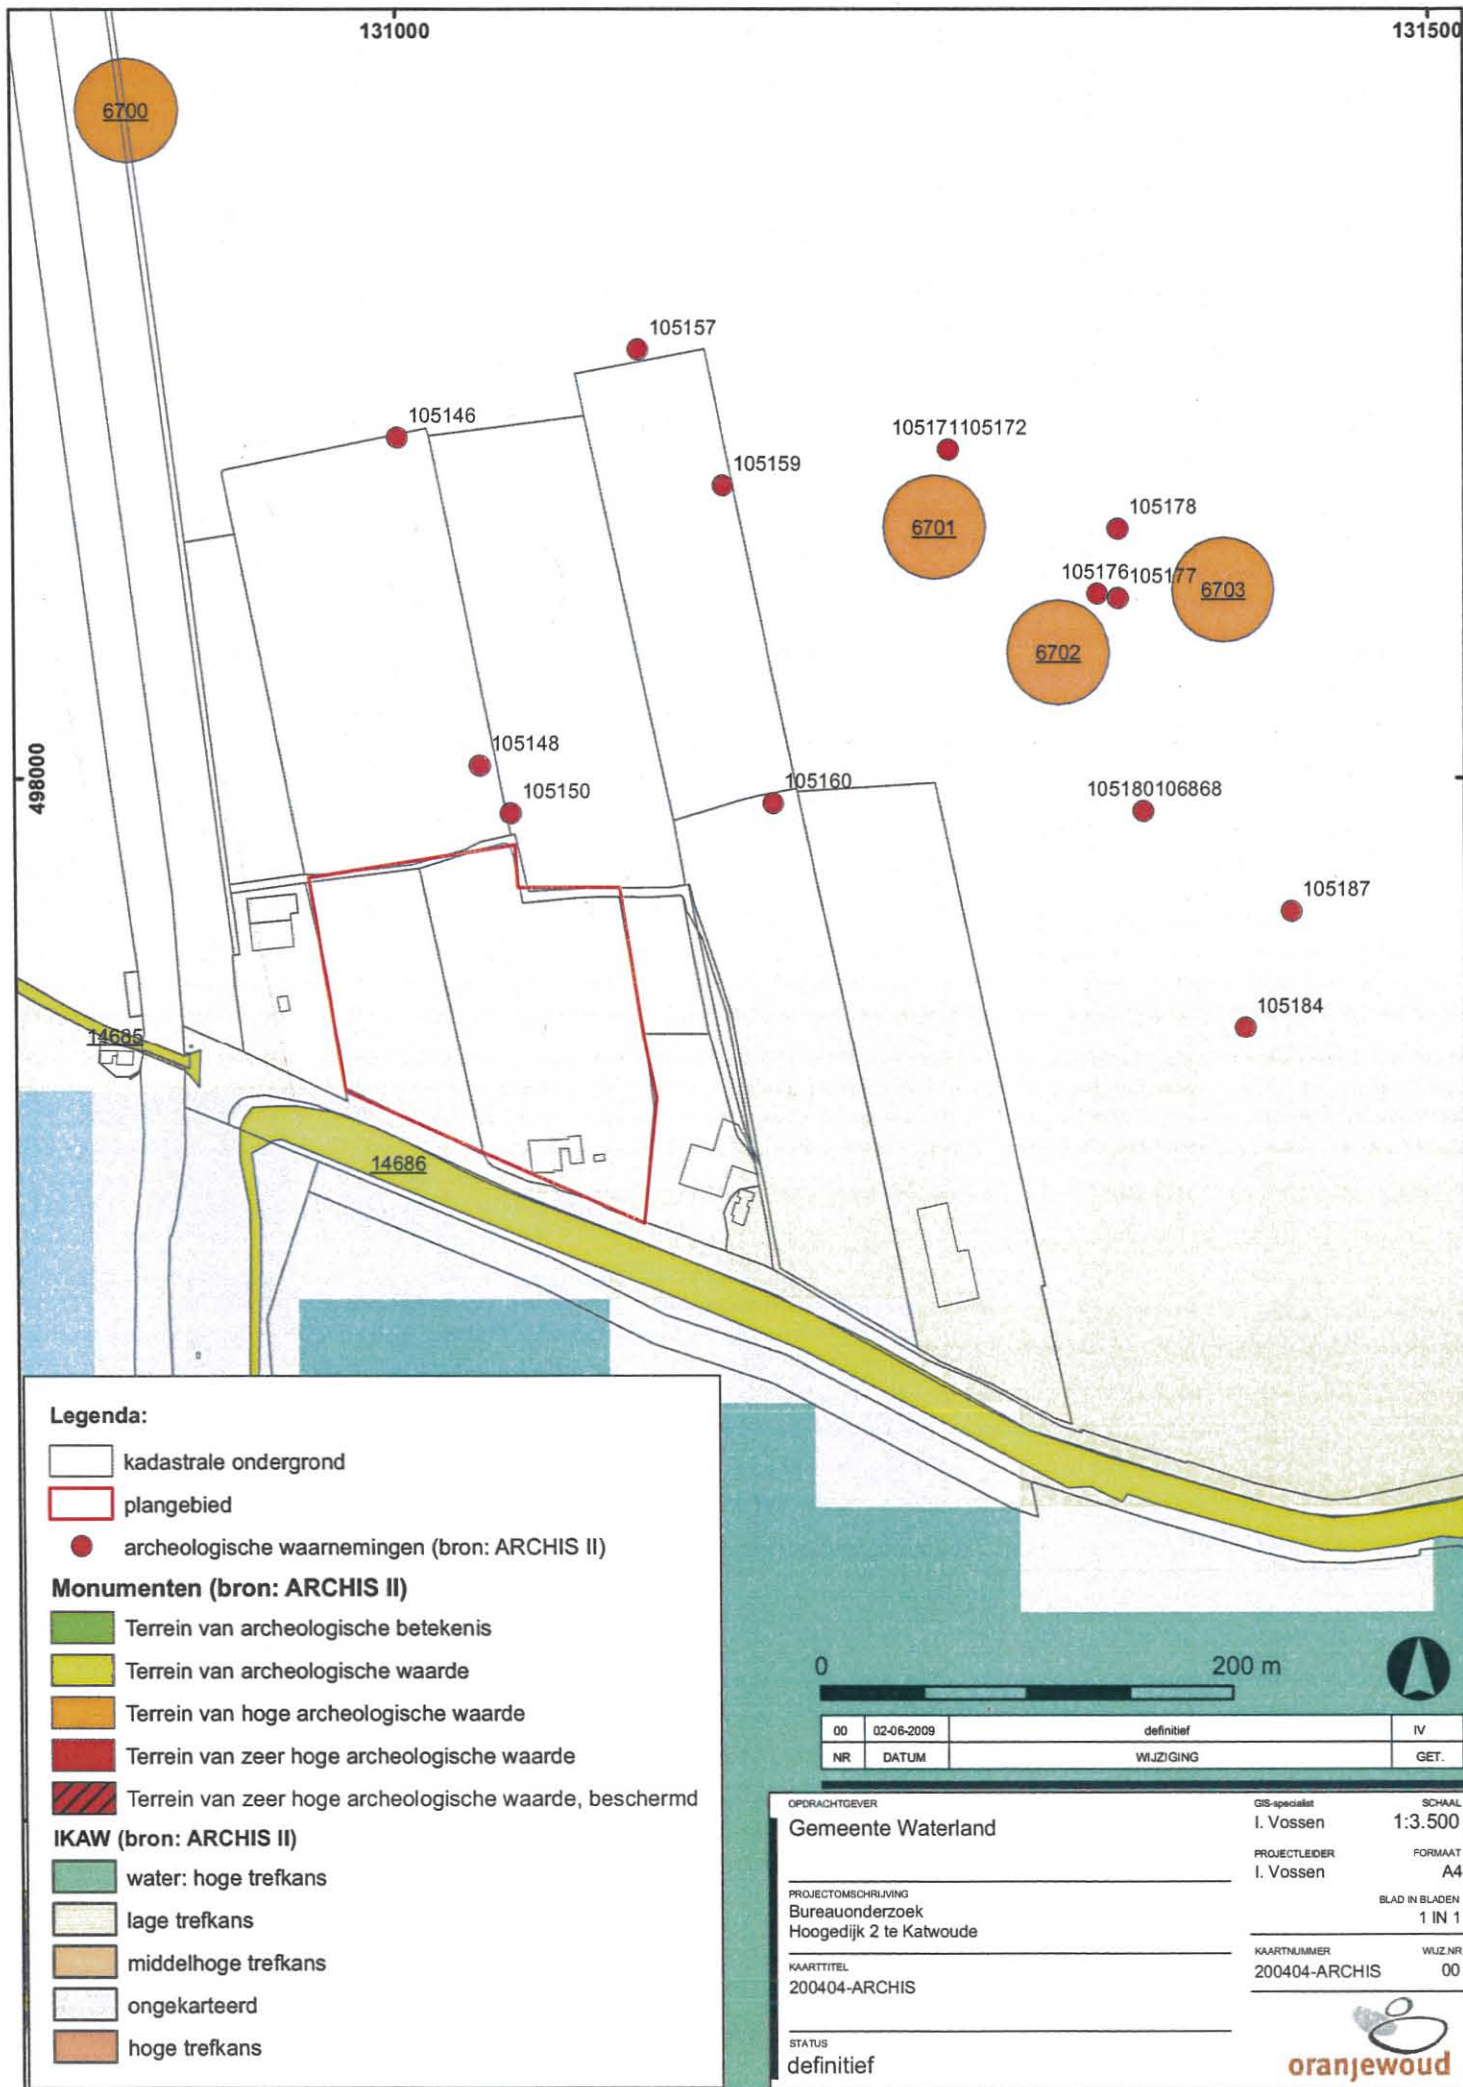 131000
131500
6700
105157
105146
105171105172
105159
105178
6701
105176 105177
6703
6702
498000
105148
105150
105160
105180106868
105187
105184
14685
14686
Legenda:
kadastrale ondergrond
plangebied
archeologische waarnemingen (bron: ARCHIS II)
Monumenten (bron: ARCHIS II)
Terrein van archeologische betekenis
Terrein van archeologische waarde
Terrein van hoge archeologische waarde
Terrein van zeer hoge archeologische waarde
Terrein van zeer hoge archeologische waarde, beschermd
IKAW (bron: ARCHIS II)
water: hoge trefkans
lage trefkans
middelhoge trefkans
ongekarteerd
hoge trefkans
0 200 m
00 02-06-2009 definitief IV
NR DATUM WIJZIGING GET.
OPDRACHTGEVER
Gemeente Waterland
GIS-specialist SCHAAL
I. Vossen 1:3.500
PROJECTLEIDER FORMAAT
I. Vossen A4
PROJECTOMSCHRIJVING
Bureauonderzoek
Hoogedijk 2 te Katwoude
BLAD IN BLADEN
1 IN 1
KAARTTITEL
200404-ARCHIS
KAARTNUMMER WIJZ.NR
200404-ARCHIS 00
STATUS
definitief
oranjewoud